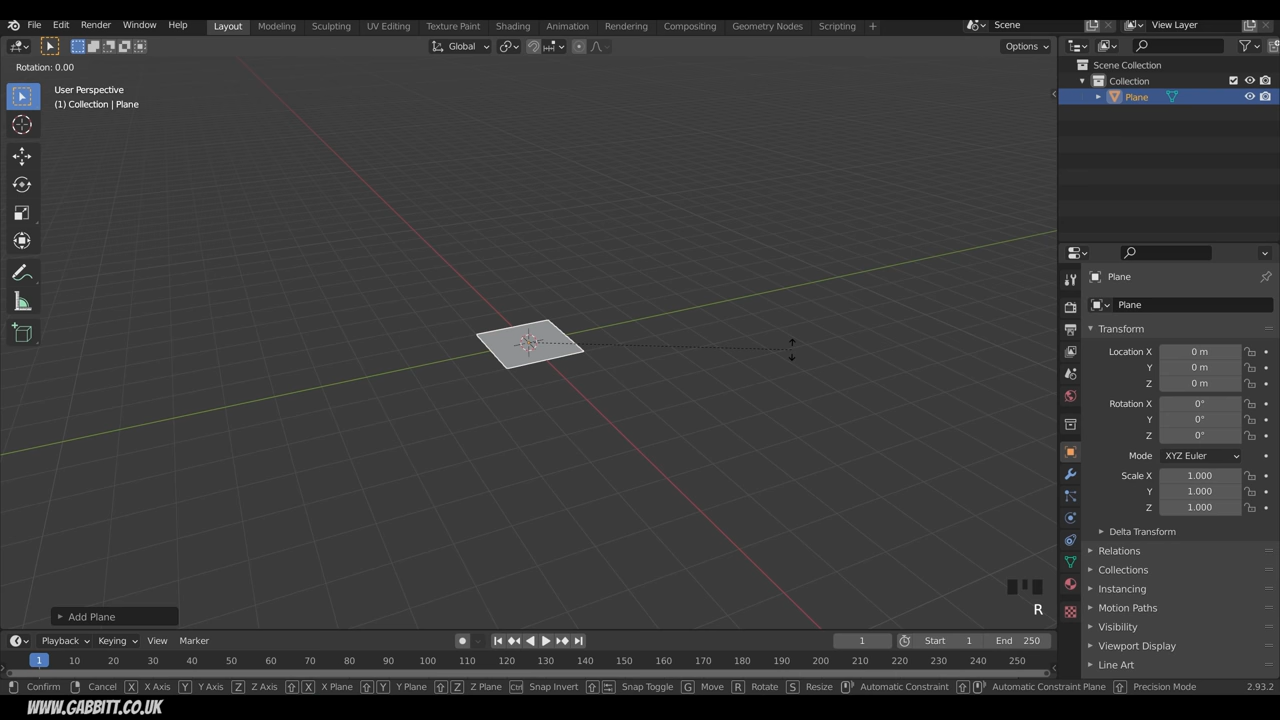 File Edit Render Window Help Layout Modeling Sculpting UV Editing Texture Paint Shading Animation Rendering Compositing Geometry Nodes Scripting + Scene View Layer
Global Options
Rotation: 0.00
User Perspective
(1) Collection | Plane
Scene Collection
Collection
Plane
Plane
Plane
Transform
Location X 0 m
Y 0 m
Z 0 m
Rotation X 0°
Y 0°
Z 0°
Mode XYZ Euler
Scale X 1.000
Y 1.000
Z 1.000
Delta Transform
Relations
Collections
Instancing
Motion Paths
Visibility
Viewport Display
Line Art
R
Add Plane
Playback Keying View Marker 1 Start 1 End 250
1 10 20 30 40 50 60 70 80 90 100 110 120 130 140 150 160 170 180 190 200 210 220 230 240 250
Confirm Cancel X X Axis Y Y Axis Z Z Axis X X Plane Y Y Plane Z Z Plane Ctrl Snap Invert Snap Toggle G Move R Rotate S Resize Automatic Constraint Automatic Constraint Plane Precision Mode 2.93.2
WWW.GABBITT.CO.UK